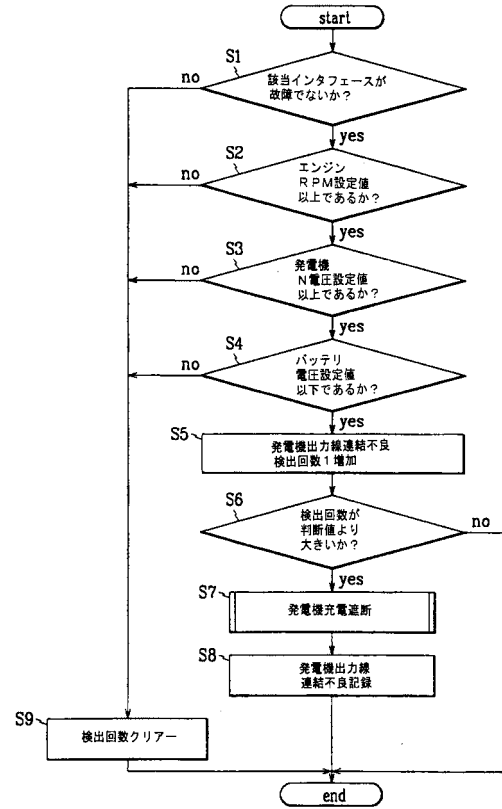 start
S1
no
該当インタフェースが
故障でないか?
yes
S2
no
エンジン
RPM設定値
以上であるか?
yes
S3
no
発電機
N電圧設定値
以上であるか?
yes
S4
no
バッテリ
電圧設定値
以下であるか?
yes
S5
発電機出力線連結不良
検出回数1増加
S6
検出回数が
判断値より
大きいか?
no
yes
S7
発電機充電遮断
S8
発電機出力線
連結不良記録
S9
検出回数クリアー
end